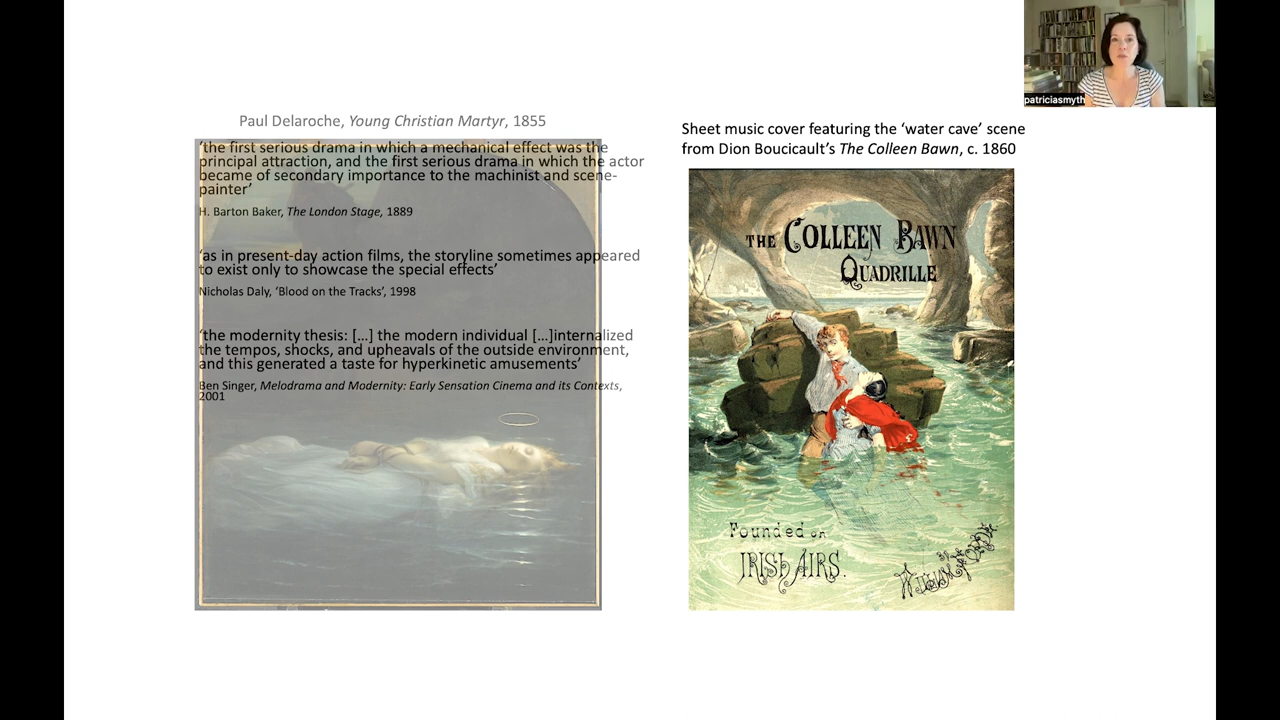 patriciasmyth
Paul Delaroche, Young Christian Martyr, 1855
‘the first serious drama in which a mechanical effect was the
principal attraction, and the first serious drama in which the actor
became of secondary importance to the machinist and scene-
painter’
H. Barton Baker, The London Stage, 1889
‘as in present-day action films, the storyline sometimes appeared
to exist only to showcase the special effects’
Nicholas Daly, ‘Blood on the Tracks’, 1998
‘the modernity thesis: […] the modern individual […]internalized
the tempos, shocks, and upheavals of the outside environment,
and this generated a taste for hyperkinetic amusements’
Ben Singer, Melodrama and Modernity: Early Sensation Cinema and its Contexts,
2001
Sheet music cover featuring the ‘water cave’ scene
from Dion Boucicault’s The Colleen Bawn, c. 1860
THE COLLEEN BAWN
QUADRILLE
Founded on
IRISH AIRS.